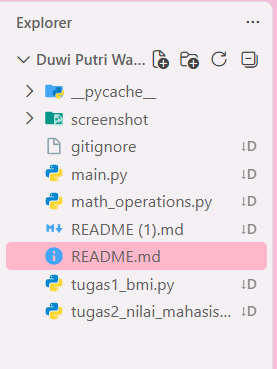 Explorer
Duwi Putri Wa...
__pycache__
screenshot
gitignore ↓D
main.py ↓D
math_operations.py ↓D
README (1).md ↓D
README.md
tugas1_bmi.py ↓D
tugas2_nilai_mahasis... ↓D